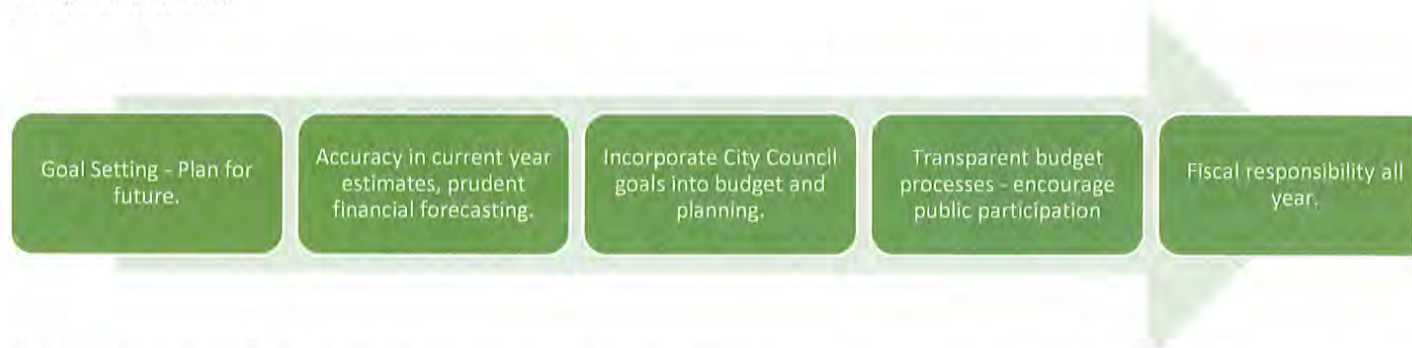 Goal Setting - Plan for
future.
Accuracy in current year
estimates, prudent
financial forecasting.
Incorporate City Council
goals into budget and
planning.
Transparent budget
processes - encourage
public participation
Fiscal responsibility all
year.